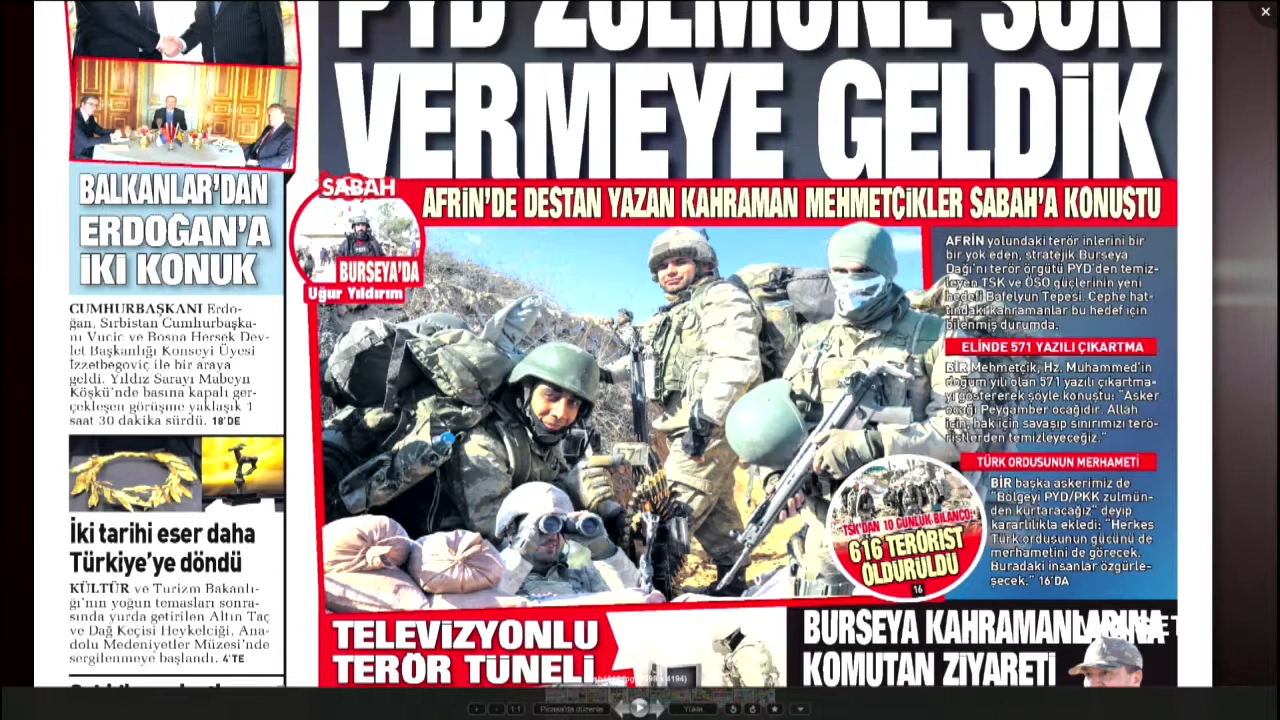 PYD ZULMÜNE SON
VERMEYE GELDİK
BALKANLAR'DAN
ERDOĞAN'A
İKİ KONUK
CUMHURBAŞKANI Erdo-
ğan, Sırbistan Cumhurbaşka-
nı Vucic ve Bosna Hersek Dev-
let Başkanlığı Konseyi Üyesi
İzzetbegoviç ile bir araya
geldi. Yıldız Sarayı Mabeyn
Köşkü'nde basına kapalı ger-
çekleşen görüşme yaklaşık 1
saat 30 dakika sürdü. 18'DE
İki tarihi eser daha
Türkiye'ye döndü
KÜLTÜR ve Turizm Bakanlı-
ğı'nın yoğun temasları sonra-
sında yurda getirilen Altın Taç
ve Dağ Keçisi Heykelciği, Ana-
dolu Medeniyetler Müzesi'nde
sergilenmeye başlandı. 4'TE
SABAH
BURSEYA'DA
Uğur Yıldırım
AFRİN'DE DESTAN YAZAN KAHRAMAN MEHMETÇİKLER SABAH'A KONUŞTU
AFRİN yolundaki terör inlerini bir
bir yok eden, stratejik Burseya
Dağı'nı terör örgütü PYD'den temiz-
leyen TSK ve ÖSO güçlerinin yeni
hedefi Bafelyun Tepesi. Cephe hat-
tındaki kahramanlar bu hedef için
bilenmiş durumda.
ELİNDE 571 YAZILI ÇIKARTMA
BİR Mehmetçik, Hz. Muhammed'in
doğum yılı olan 571 yazılı çıkartma-
yı göstererek şöyle konuştu: "Asker
ocağı Peygamber ocağıdır. Allah
için, hak için savaşıp sınırımızı terö-
ristlerden temizleyeceğiz."
TÜRK ORDUSUNUN MERHAMETİ
BİR başka askerimiz de
"Bölgeyi PYD/PKK zulmün-
den kurtaracağız" deyip
kararlılıkla ekledi: "Herkes
Türk ordusunun gücünü de
merhametini de görecek.
Buradaki insanlar özgürle-
şecek." 16'DA
TSK'DAN 10 GÜNLÜK BİLANÇO:
616 TERÖRİST
ÖLDÜRÜLDÜ
16
TELEVİZYONLU
TERÖR TÜNELİ
BURSEYA KAHRAMANLARINA
KOMUTAN ZİYARETİ
1:1
Picasa'da düzenle
Yükle